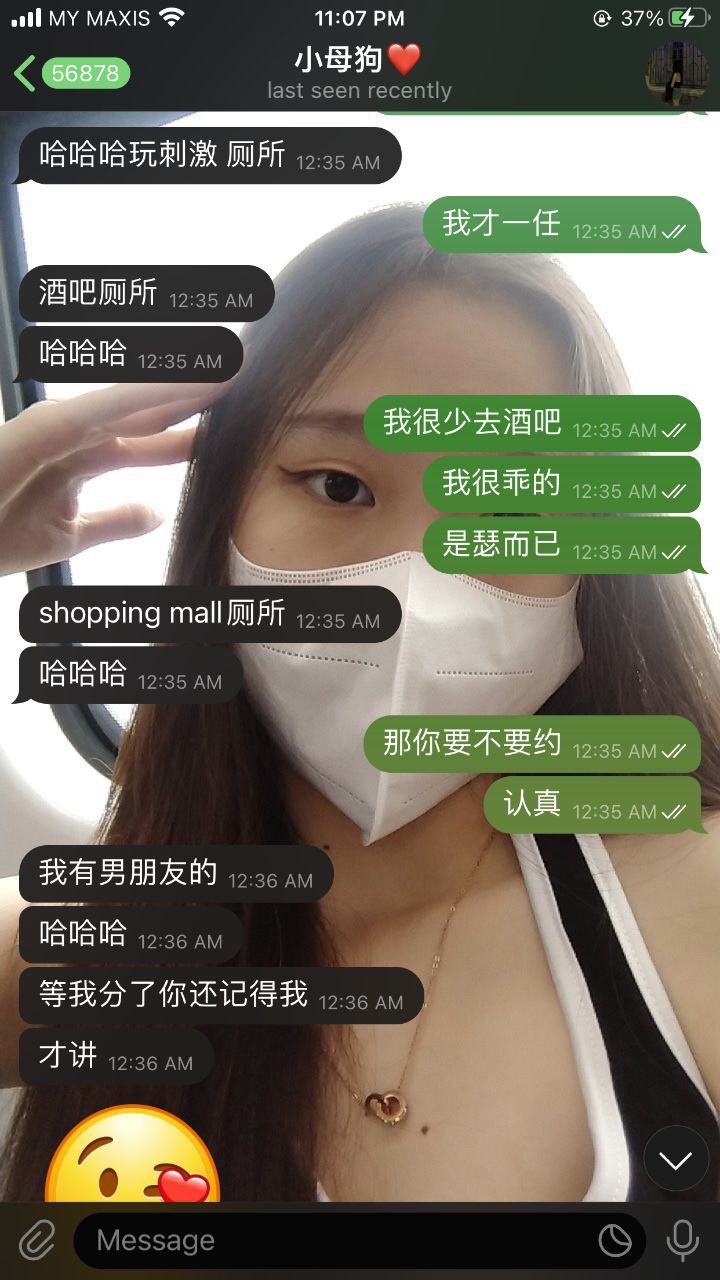 MY MAXIS 11:07 PM 37%
56878 小母狗❤️
last seen recently
哈哈哈玩刺激 厕所 12:35 AM
我才一任 12:35 AM
酒吧厕所 12:35 AM
哈哈哈 12:35 AM
我很少去酒吧 12:35 AM
我很乖的 12:35 AM
是瑟而已 12:35 AM
shopping mall厕所 12:35 AM
哈哈哈 12:35 AM
那你要不要约 12:35 AM
认真 12:35 AM
我有男朋友的 12:36 AM
哈哈哈 12:36 AM
等我分了你还记得我 12:36 AM
才讲 12:36 AM
Message